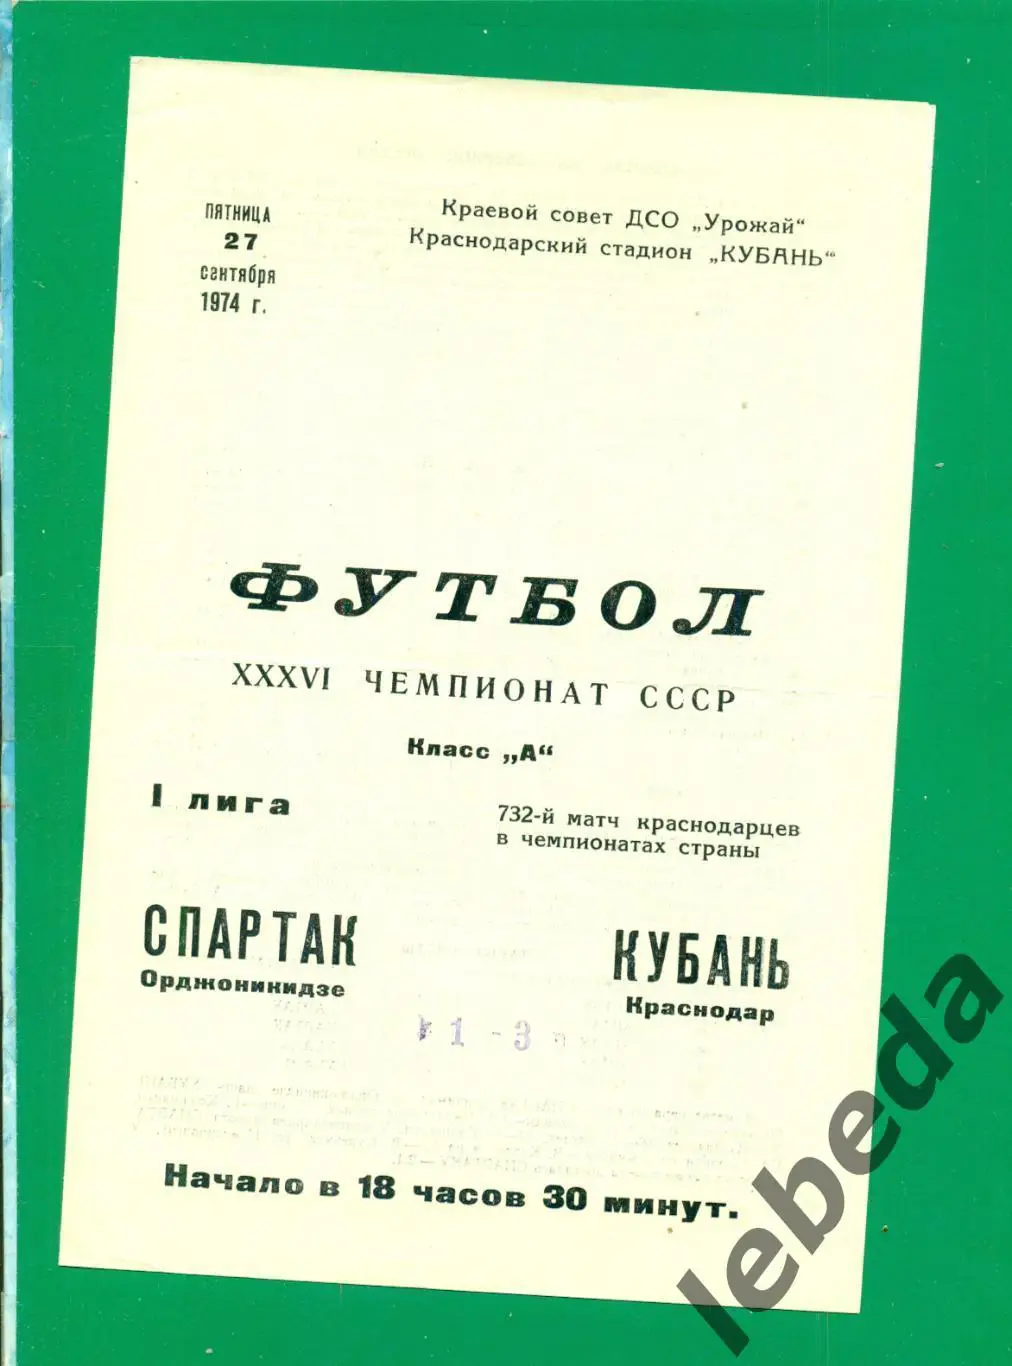 ПЯТНИЦА
27
сентября
1974 г.
Краевой совет ДСО „Урожай“
Краснодарский стадион „КУБАНЬ“
ФУТБОЛ
XXXVI ЧЕМПИОНАТ СССР
Класс „А“
I лига
732-й матч краснодарцев
в чемпионатах страны
СПАРТАК
Орджоникидзе
КУБАНЬ
Краснодар
1 - 3
Начало в 18 часов 30 минут.
lebeda